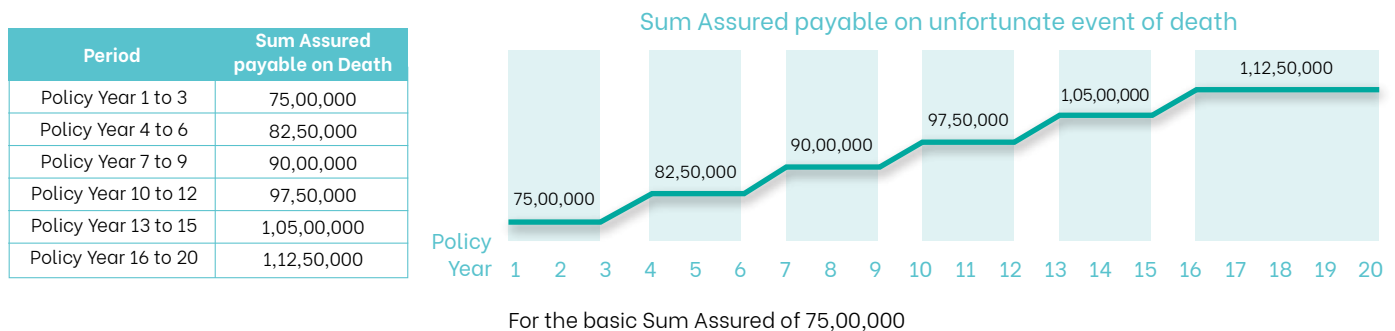 Period
Sum Assured
payable on Death
Policy Year 1 to 3
75,00,000
Policy Year 4 to 6
82,50,000
Policy Year 7 to 9
90,00,000
Policy Year 10 to 12
97,50,000
Policy Year 13 to 15
1,05,00,000
Policy Year 16 to 20
1,12,50,000
Sum Assured payable on unfortunate event of death
75,00,000
82,50,000
90,00,000
97,50,000
1,05,00,000
1,12,50,000
Policy
Year 1 2 3 4 5 6 7 8 9 10 11 12 13 14 15 16 17 18 19 20
For the basic Sum Assured of 75,00,000